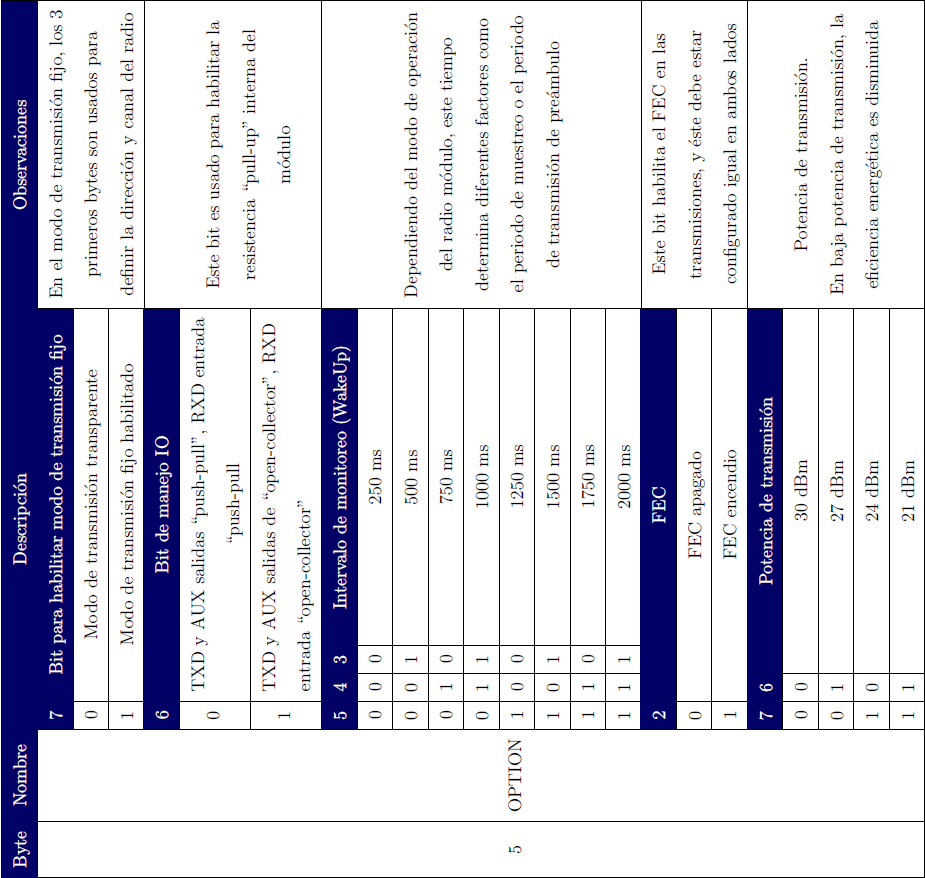 Byte Nombre Descripción Observaciones
5 OPTION
7 Bit para habilitar modo de transmisión fijo
0 Modo de transmisión transparente
1 Modo de transmisión fijo habilitado
En el modo de transmisión fijo, los 3
primeros bytes son usados para
definir la dirección y canal del radio
6 Bit de manejo IO
0 TXD y AUX salidas “push-pull”, RXD entrada
“push-pull
1 TXD y AUX salidas de “open-collector”, RXD
entrada “open-collector”
Este bit es usado para habilitar la
resistencia “pull-up” interna del
módulo
5 4 3 Intervalo de monitoreo (WakeUp)
0 0 0 250 ms
0 0 1 500 ms
0 1 0 750 ms
0 1 1 1000 ms
1 0 0 1250 ms
1 0 1 1500 ms
1 1 0 1750 ms
1 1 1 2000 ms
Dependiendo del modo de operación
del radio módulo, este tiempo
determina diferentes factores como
el periodo de muestreo o el periodo
de transmisión de preámbulo
2 FEC
0 FEC apagado
1 FEC encendio
Este bit habilita el FEC en las
transmisiones, y éste debe estar
configurado igual en ambos lados
7 6 Potencia de transmisión
0 0 30 dBm
0 1 27 dBm
1 0 24 dBm
1 1 21 dBm
Potencia de transmisión.
En baja potencia de transmisión, la
eficiencia energética es disminuida